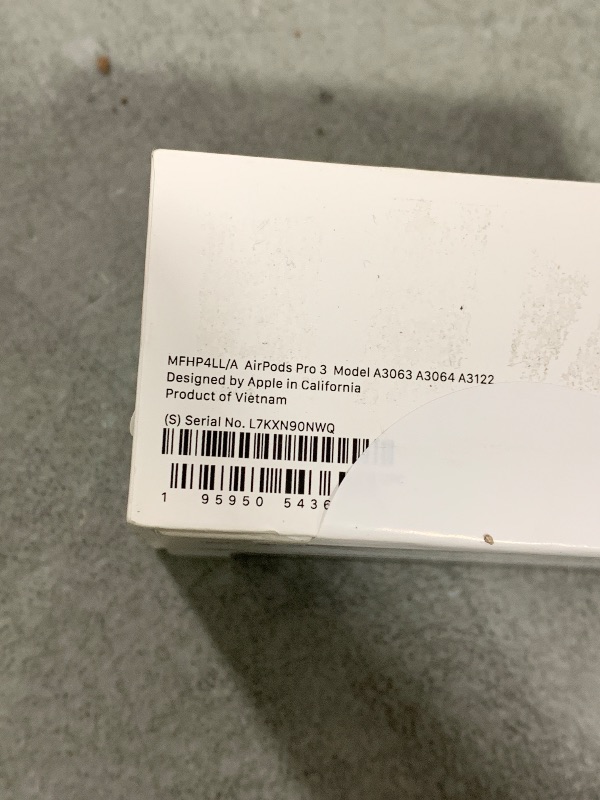 MFHP4LL/A AirPods Pro 3 Model A3063 A3064 A3122
Designed by Apple in California
Product of Vietnam
(S) Serial No. L7KXN90NWQ
1 95950 5436